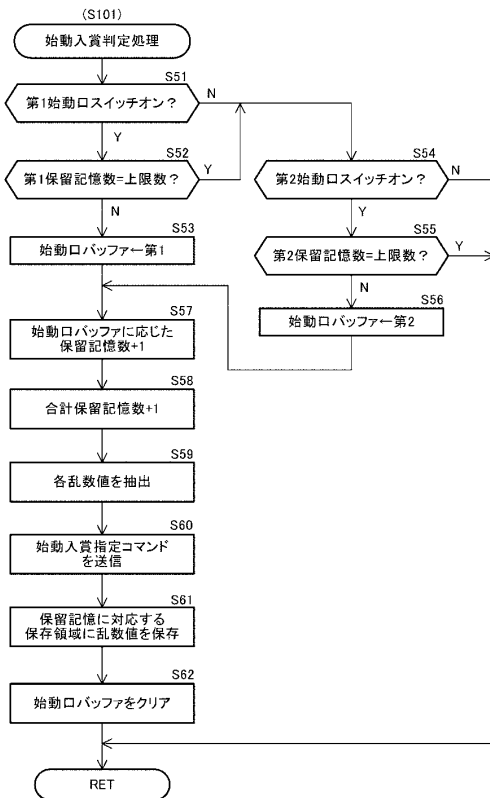 (S101)
始動入賞判定処理
S51
第1始動口スイッチオン?
N
Y
S52
第1保留記憶数=上限数?
Y
N
S53
始動口バッファ←第1
S54
第2始動口スイッチオン?
N
Y
S55
第2保留記憶数=上限数?
Y
N
S56
始動口バッファ←第2
S57
始動口バッファに応じた
保留記憶数+1
S58
合計保留記憶数+1
S59
各乱数値を抽出
S60
始動入賞指定コマンド
を送信
S61
保留記憶に対応する
保存領域に乱数値を保存
S62
始動口バッファをクリア
RET